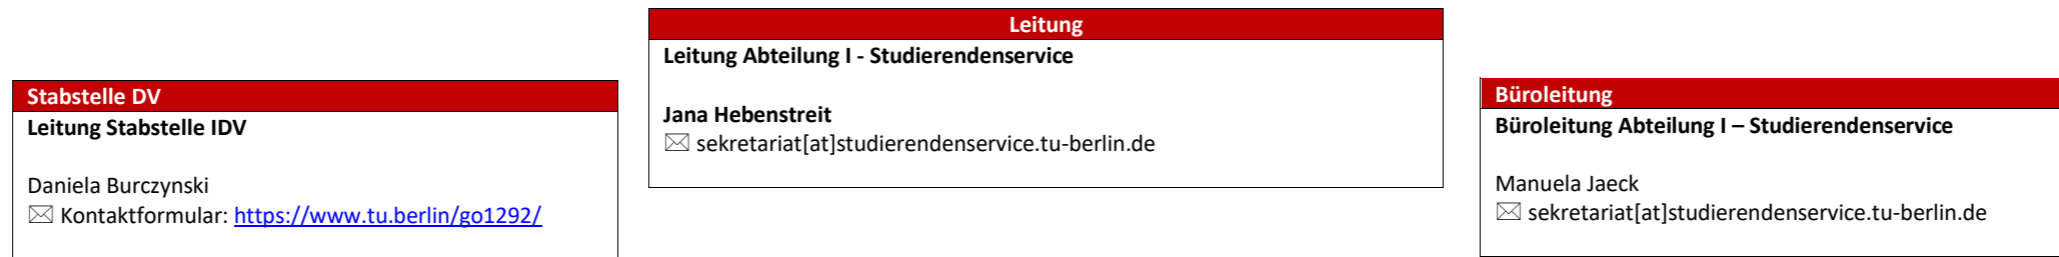 Leitung
Leitung Abteilung I - Studierendenservice
Jana Hebenstreit
✉ sekretariat[at]studierendenservice.tu-berlin.de
Stabstelle DV
Leitung Stabstelle IDV
Daniela Burczynski
✉ Kontaktformular: https://www.tu.berlin/go1292/
Büroleitung
Büroleitung Abteilung I – Studierendenservice
Manuela Jaeck
✉ sekretariat[at]studierendenservice.tu-berlin.de